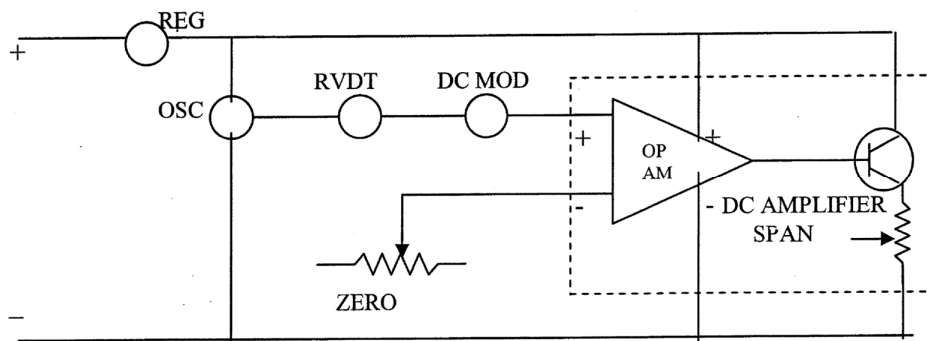 REG
+
RVDT
DC MOD
OSC
+
+
OP
AM
-
- DC AMPLIFIER
SPAN
ZERO
–